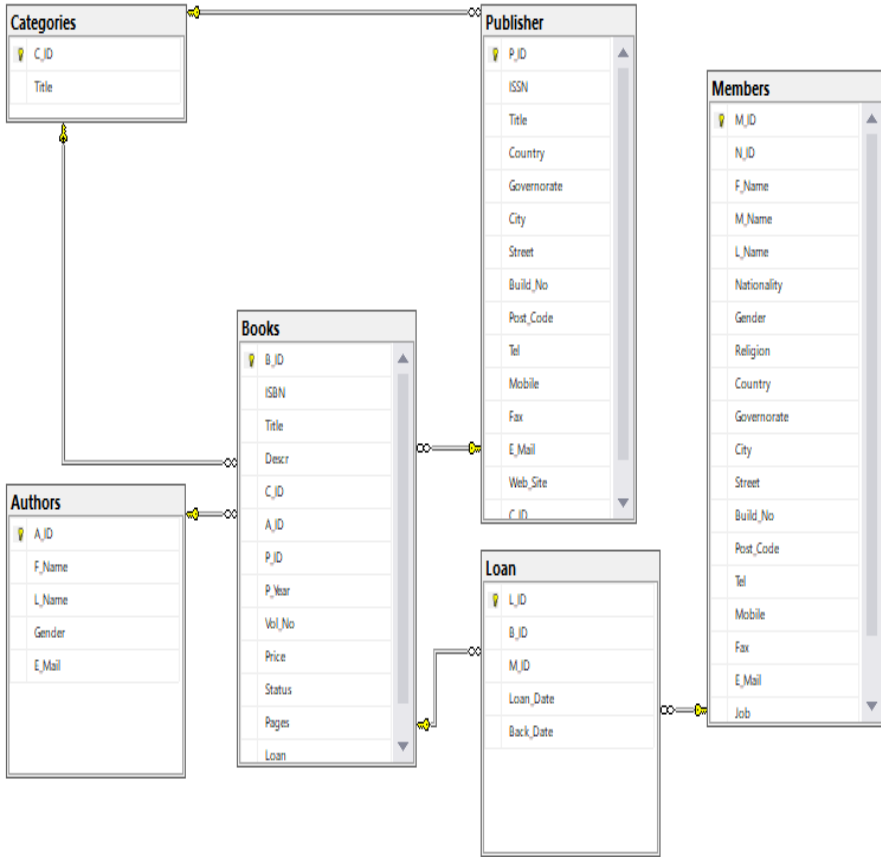 Categories
C_ID
Title
Publisher
P_ID
ISSN
Title
Country
Governorate
City
Street
Build_No
Post_Code
Tel
Mobile
Fax
E_Mail
Web_Site
C_ID
Members
M_ID
N_ID
F_Name
M_Name
L_Name
Nationality
Gender
Religion
Country
Governorate
City
Street
Build_No
Post_Code
Tel
Mobile
Fax
E_Mail
Job
Books
B_ID
ISBN
Title
Descr
C_ID
A_ID
P_ID
P_Year
Vol_No
Price
Status
Pages
Loan
Authors
A_ID
F_Name
L_Name
Gender
E_Mail
Loan
L_ID
B_ID
M_ID
Loan_Date
Back_Date